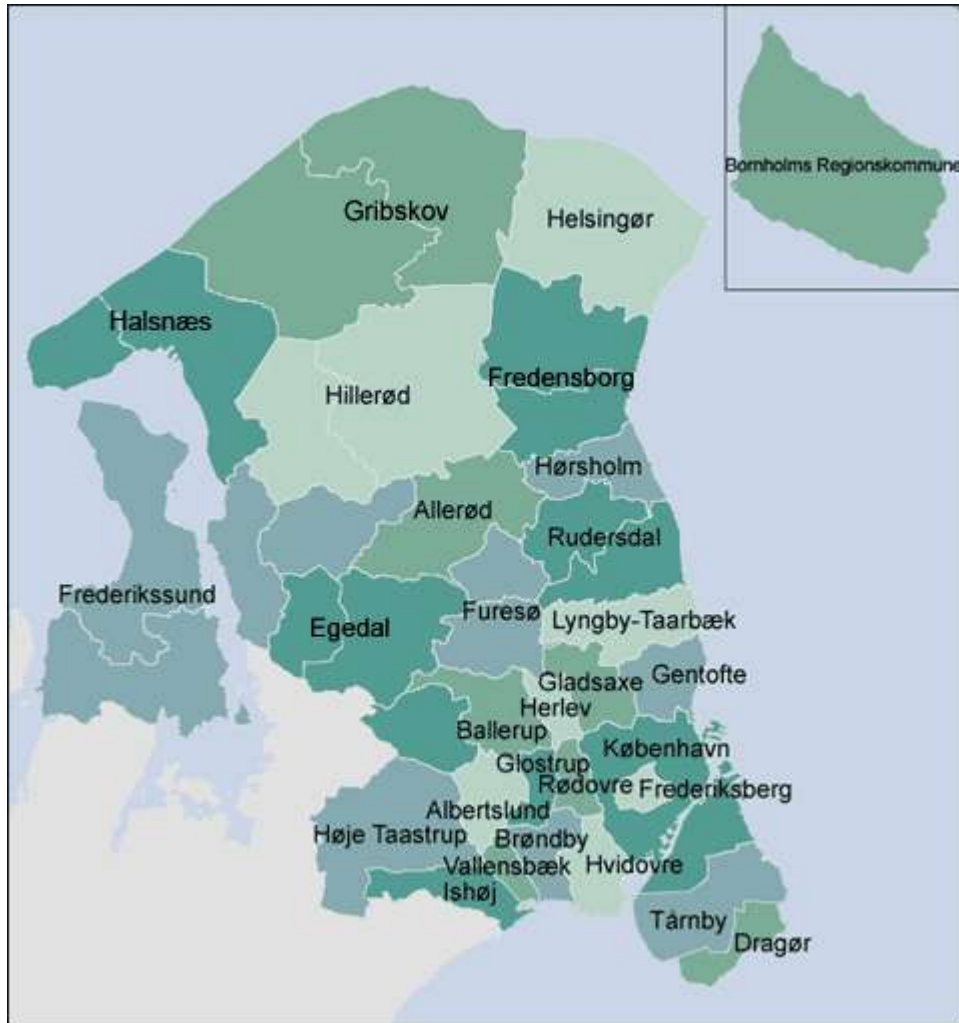 Bornholms Regionskommune
Gribskov
Helsingør
Halsnæs
Hillerød
Fredensborg
Hørsholm
Allerød
Rudersdal
Frederikssund
Egedal
Furesø
Lyngby-Taarbæk
Gladsaxe
Gentofte
Herlev
Ballerup
København
Glostrup
Rødovre
Frederiksberg
Albertslund
Høje Taastrup
Brøndby
Vallensbæk
Hvidovre
Ishøj
Tårnby
Dragør